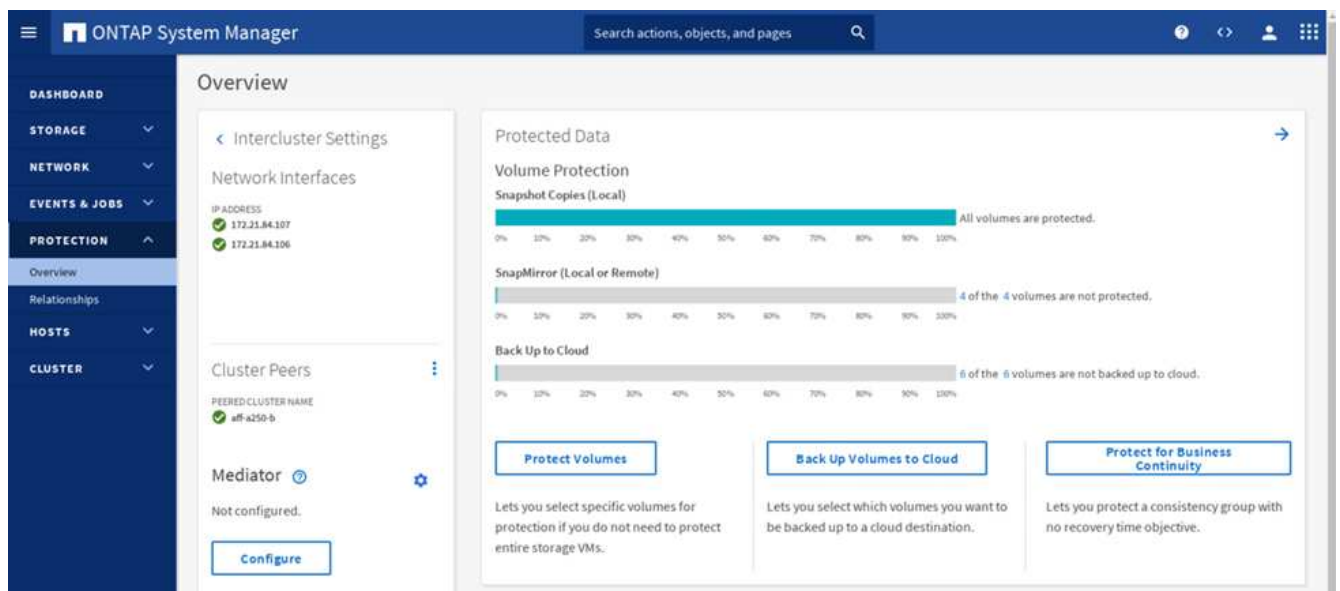 ONTAP System Manager
Search actions, objects, and pages
DASHBOARD
STORAGE
NETWORK
EVENTS & JOBS
PROTECTION
Overview
Relationships
HOSTS
CLUSTER
Overview
Intercluster Settings
Network Interfaces
IP ADDRESS
172.21.84.107
172.21.84.106
Cluster Peers
PEERED CLUSTER NAME
aff-a250-b
Mediator
Not configured.
Configure
Protected Data
Volume Protection
Snapshot Copies (Local)
All volumes are protected.
0% 10% 20% 30% 40% 50% 60% 70% 80% 90% 100%
SnapMirror (Local or Remote)
4 of the 4 volumes are not protected.
0% 10% 20% 30% 40% 50% 60% 70% 80% 90% 100%
Back Up to Cloud
6 of the 6 volumes are not backed up to cloud.
0% 10% 20% 30% 40% 50% 60% 70% 80% 90% 100%
Protect Volumes
Lets you select specific volumes for
protection if you do not need to protect
entire storage VMs.
Back Up Volumes to Cloud
Lets you select which volumes you want to
be backed up to a cloud destination.
Protect for Business
Continuity
Lets you protect a consistency group with
no recovery time objective.